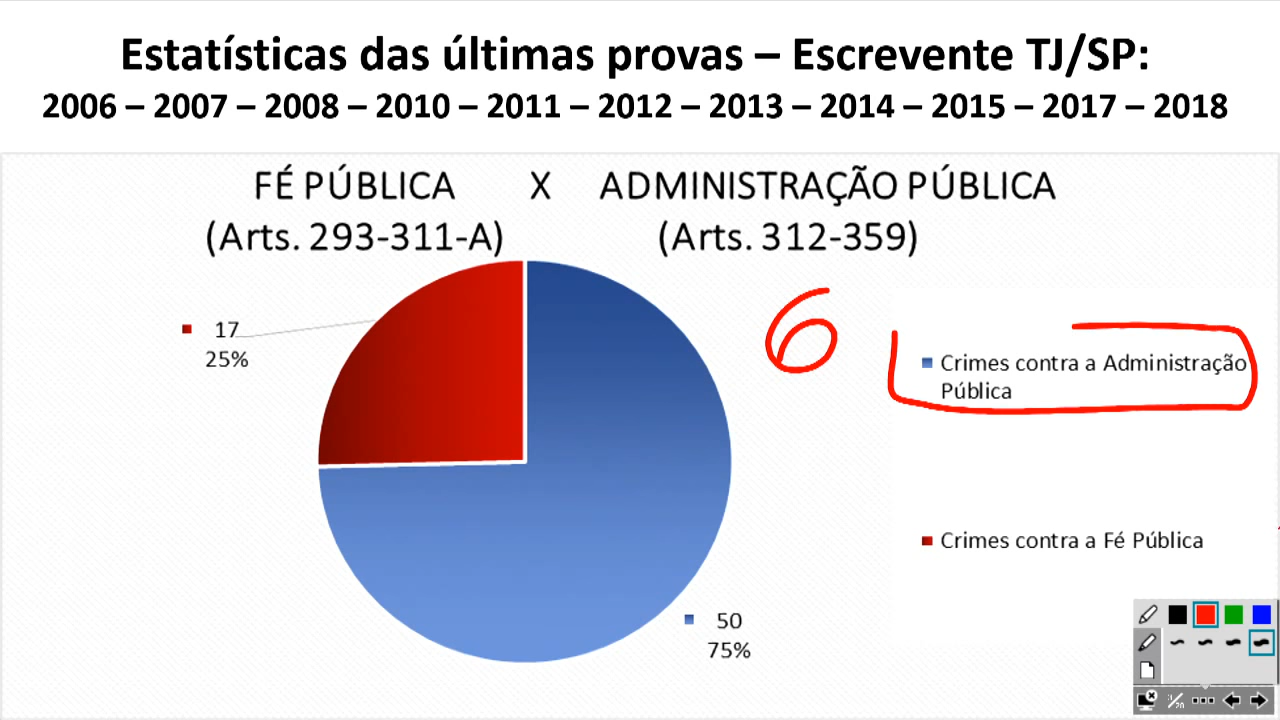 Estatísticas das últimas provas – Escrevente TJ/SP:
2006 – 2007 – 2008 – 2010 – 2011 – 2012 – 2013 – 2014 – 2015 – 2017 – 2018
FÉ PÚBLICA X ADMINISTRAÇÃO PÚBLICA
(Arts. 293-311-A) (Arts. 312-359)
17
25%
6
Crimes contra a Administração
Pública
Crimes contra a Fé Pública
50
75%